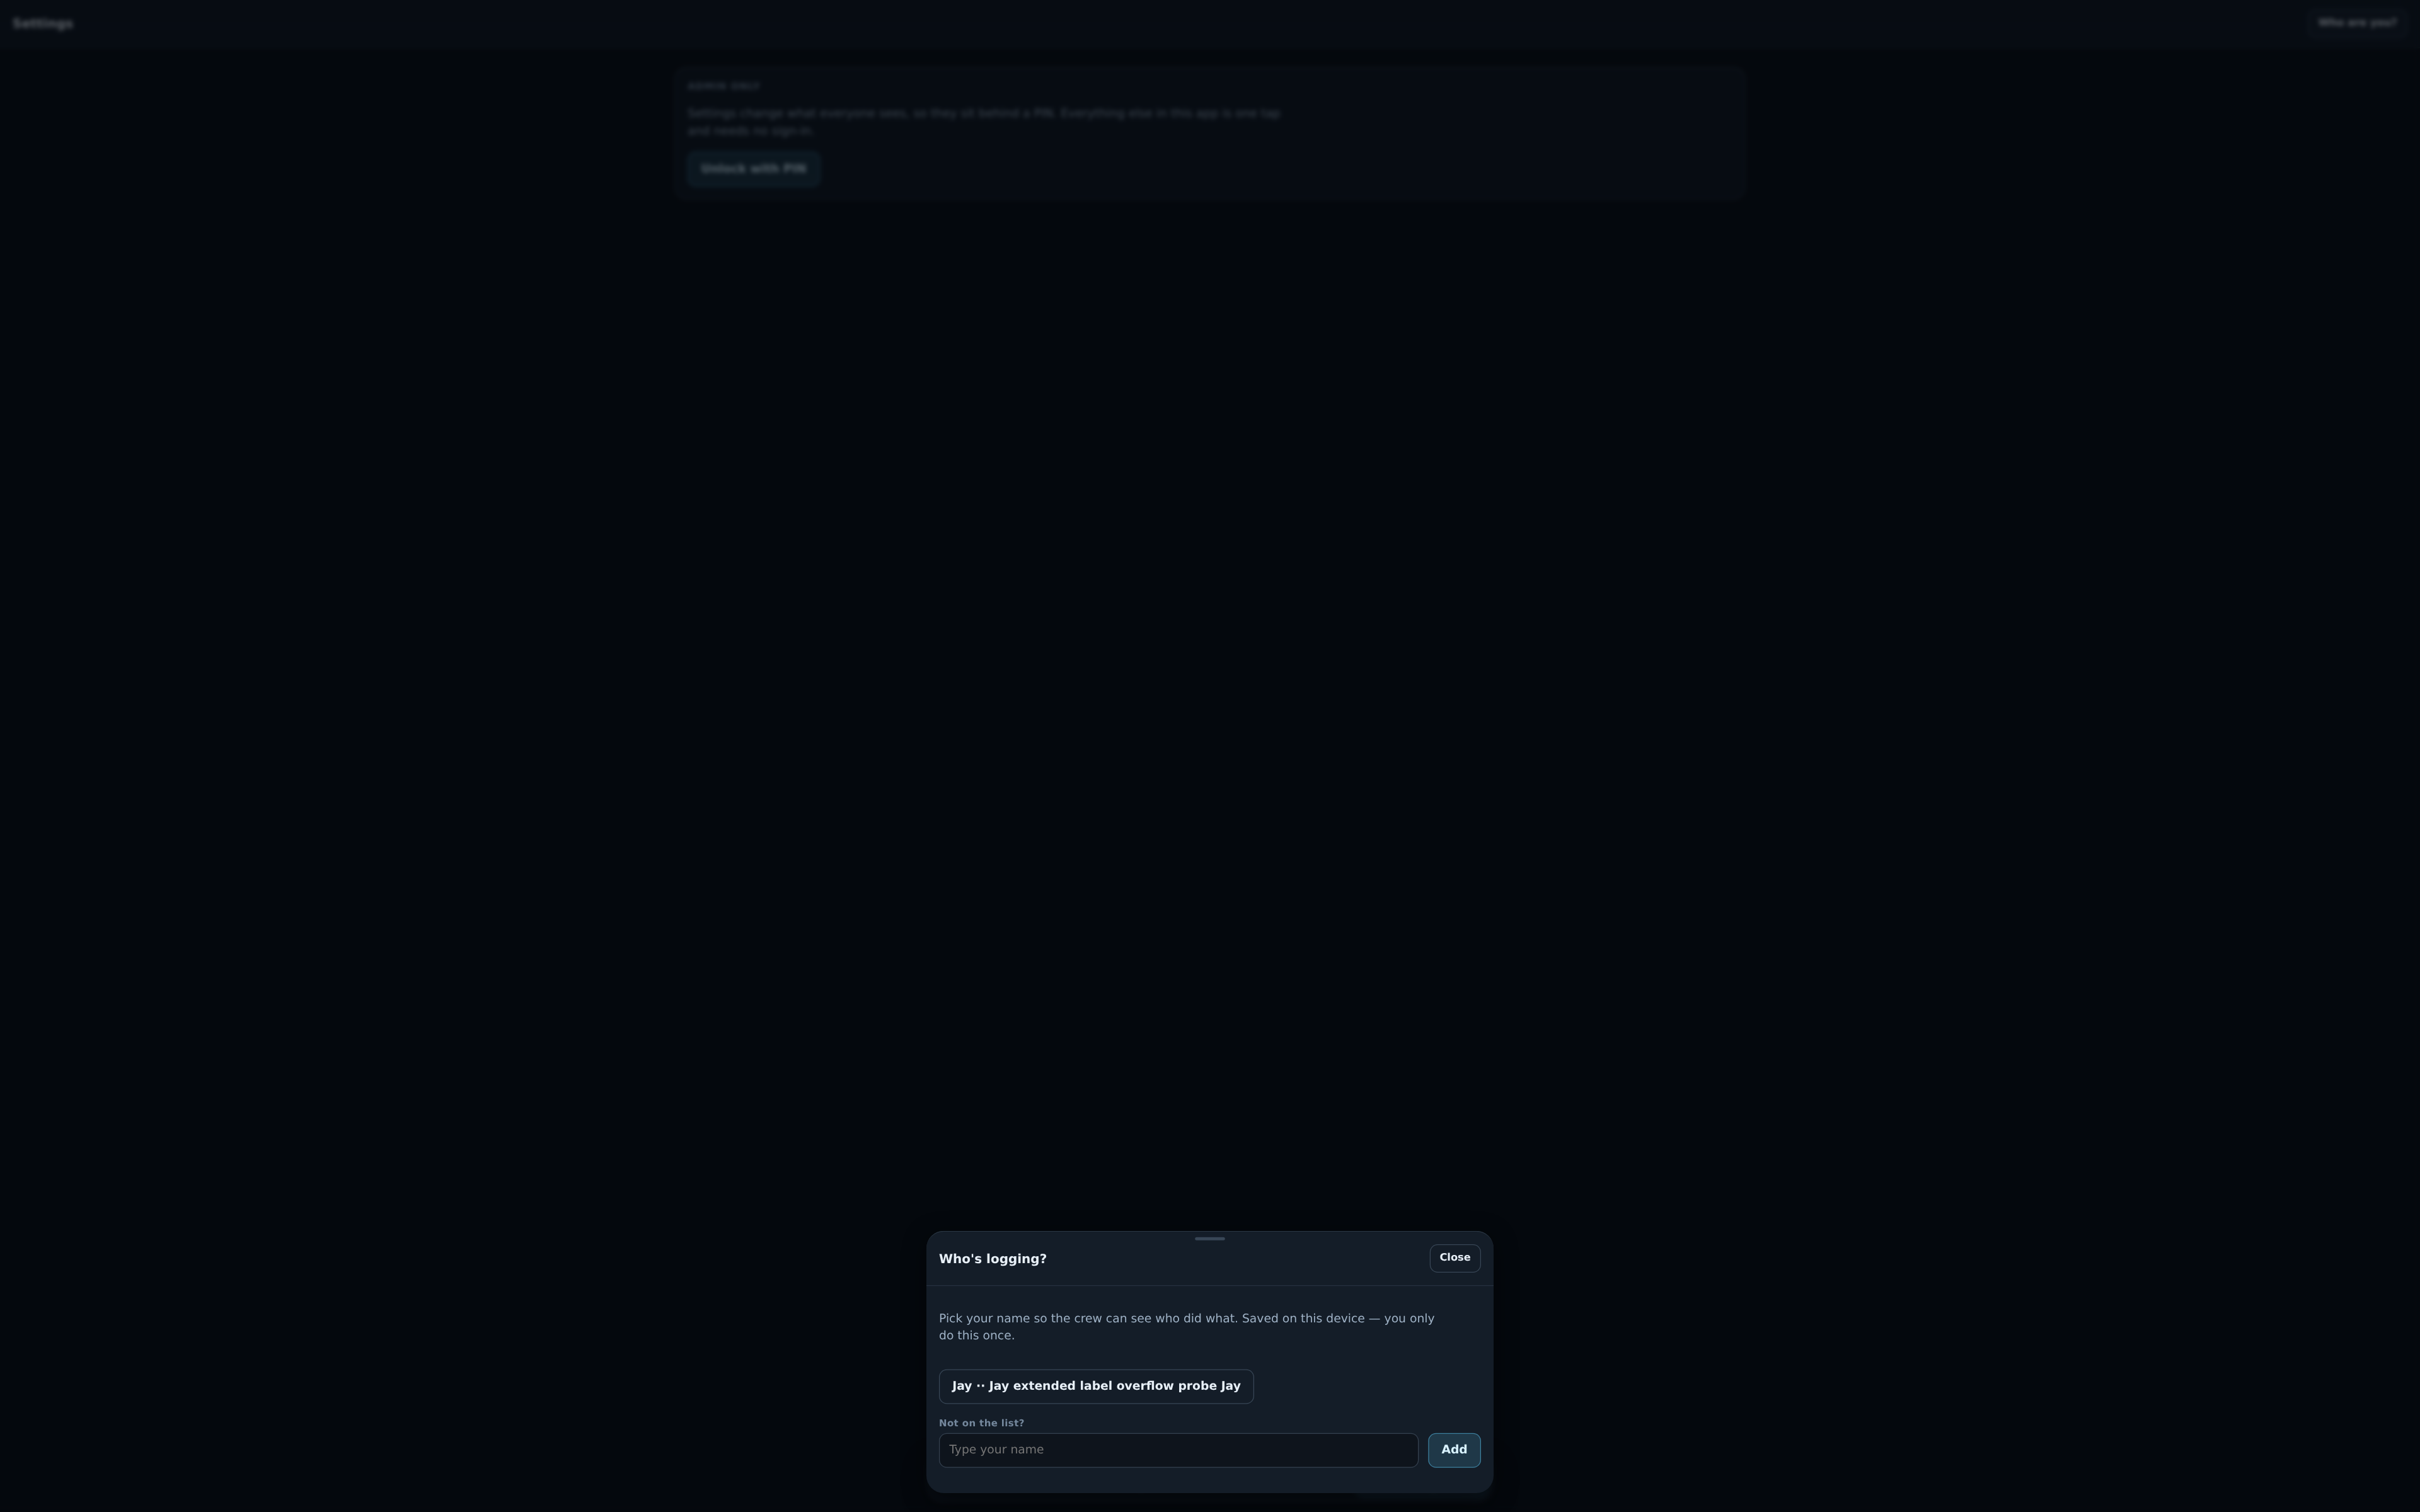 Settings
Who are you?
ADMIN ONLY
Settings change what everyone sees, so they sit behind a PIN. Everything else in this app is one tap
and needs no sign-in.
Unlock with PIN
Who's logging?
Close
Pick your name so the crew can see who did what. Saved on this device — you only
do this once.
Jay ·· Jay extended label overflow probe Jay
Not on the list?
Type your name
Add